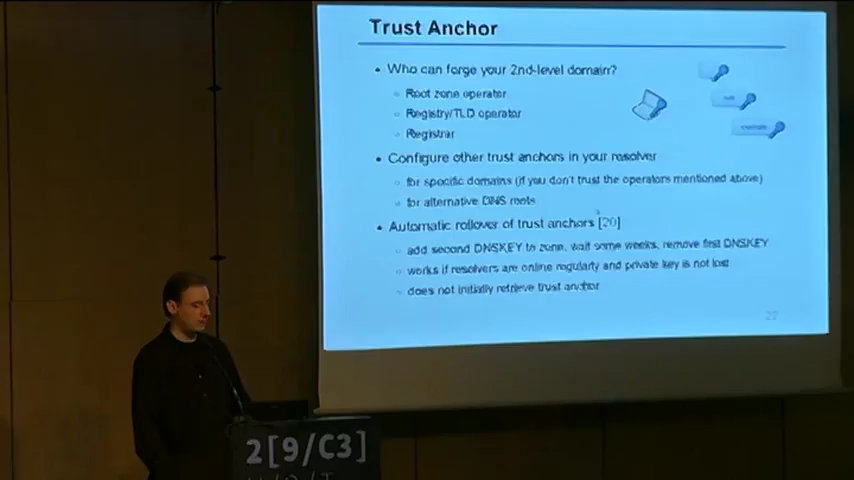 Trust Anchor
• Who can forge your 2nd-level domain?
○ Root zone operator
○ Registry/TLD operator
○ Registrar
• Configure other trust anchors in your resolver
○ for specific domains (if you don't trust the operators mentioned above)
○ for alternative DNS roots
• Automatic rollover of trust anchors [20]
○ add second DNSKEY to zone, wait some weeks, remove first DNSKEY
○ works if resolvers are online regularly and private key is not lost
○ does not initially retrieve trust anchor
22
2[9/C3]